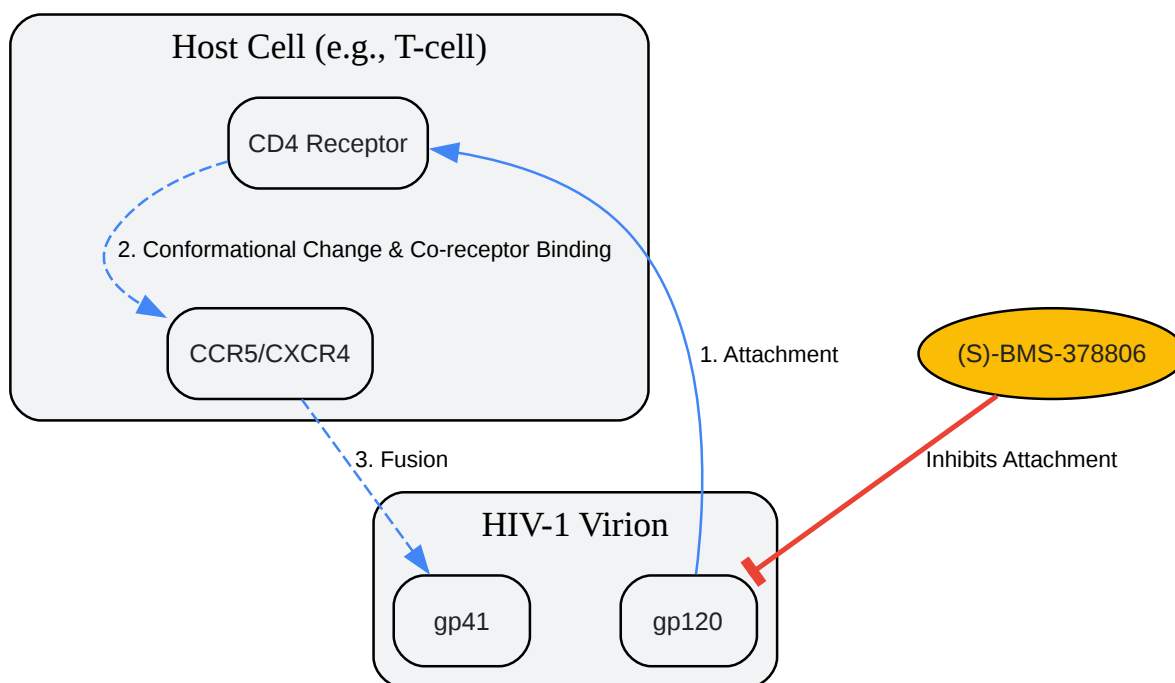 Host Cell (e.g., T-cell)
CD4 Receptor
2. Conformational Change & Co-receptor Binding
CCR5/CXCR4
1. Attachment
(S)-BMS-378806
3. Fusion
Inhibits Attachment
HIV-1 Virion
gp41
gp120